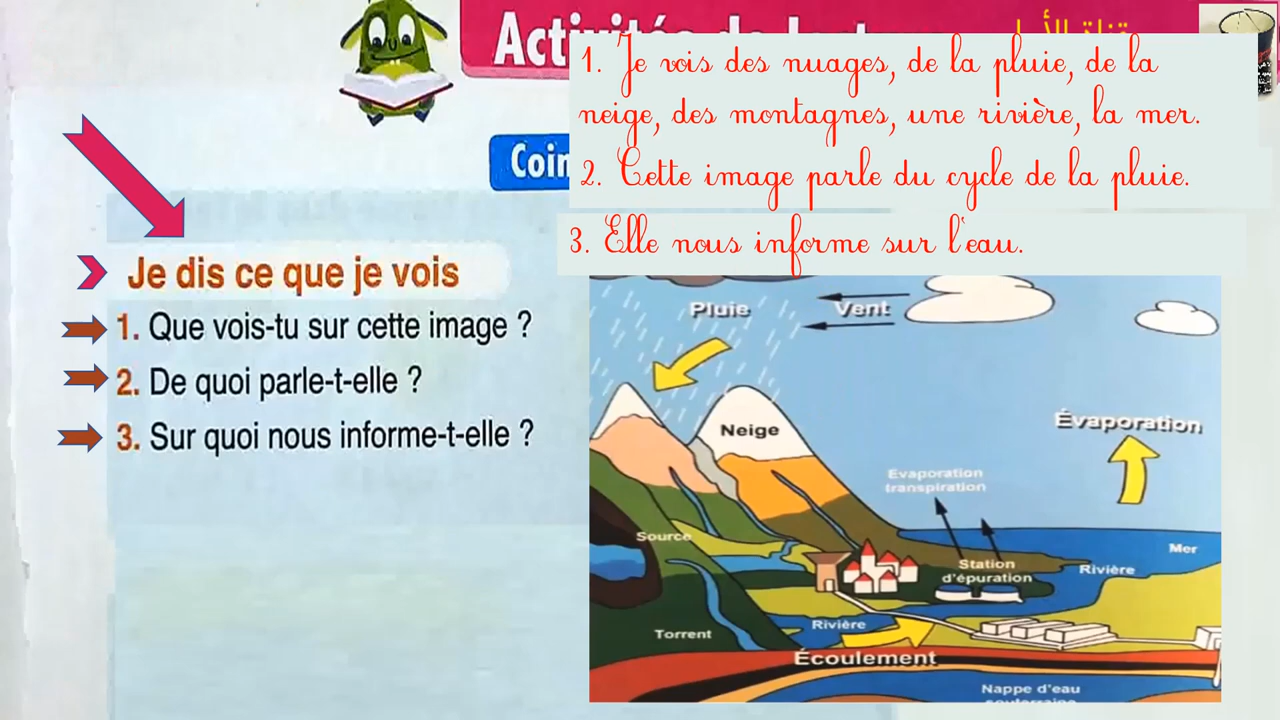 1. Je vois des nuages, de la pluie, de la
neige, des montagnes, une rivière, la mer.
2. Cette image parle du cycle de la pluie.
3. Elle nous informe sur l'eau.
Coin
Je dis ce que je vois
1. Que vois-tu sur cette image ?
2. De quoi parle-t-elle ?
3. Sur quoi nous informe-t-elle ?
Pluie
Vent
Neige
Évaporation
Evaporation
transpiration
Source
Mer
Station
d'épuration
Rivière
Rivière
Torrent
Écoulement
Nappe d'eau
souterraine